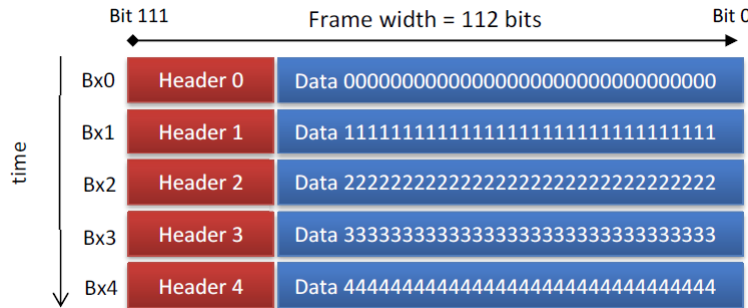 Bit 111
Frame width = 112 bits
Bit 0
time
Bx0 Header 0 Data 00000000000000000000000000000000
Bx1 Header 1 Data 11111111111111111111111111111111
Bx2 Header 2 Data 22222222222222222222222222222222
Bx3 Header 3 Data 33333333333333333333333333333333
Bx4 Header 4 Data 44444444444444444444444444444444